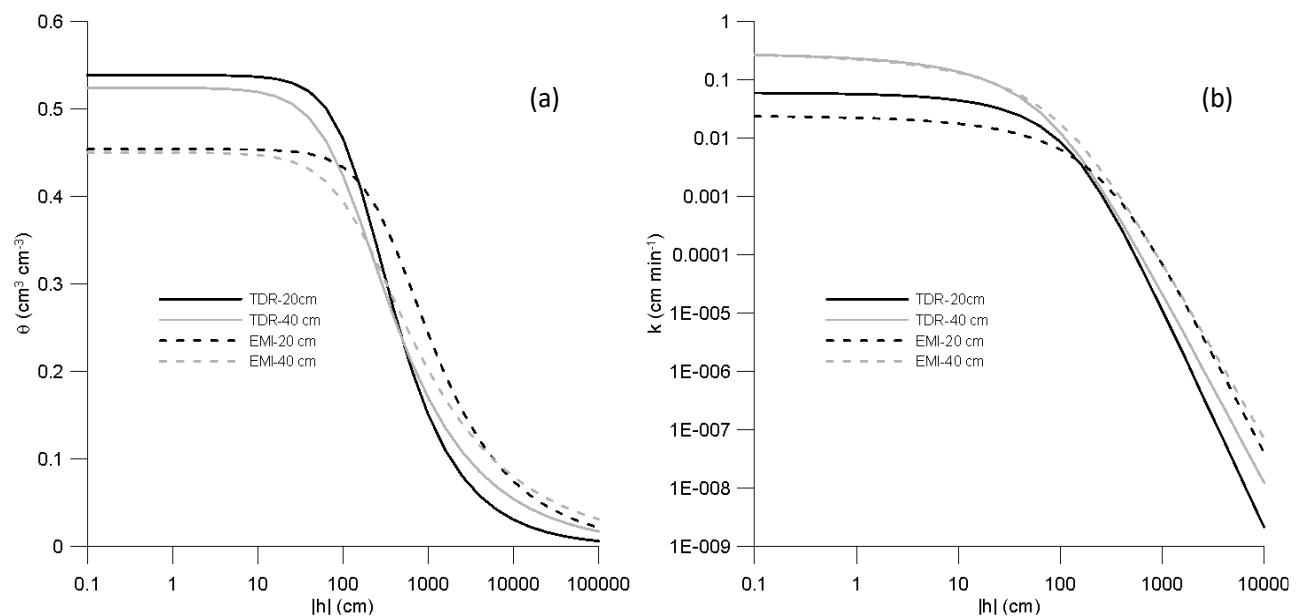 0.6
0.5
0.4
0.3
0.2
0.1
0
θ (cm³ cm⁻³)
(a)
TDR-20cm
TDR-40 cm
EMI-20 cm
EMI-40 cm
0.1 1 10 100 1000 10000 100000
|h| (cm)
1
0.1
0.01
0.001
0.0001
1E-005
1E-006
1E-007
1E-008
1E-009
k (cm min⁻¹)
(b)
TDR-20cm
TDR-40 cm
EMI-20 cm
EMI-40 cm
0.1 1 10 100 1000 10000
|h| (cm)